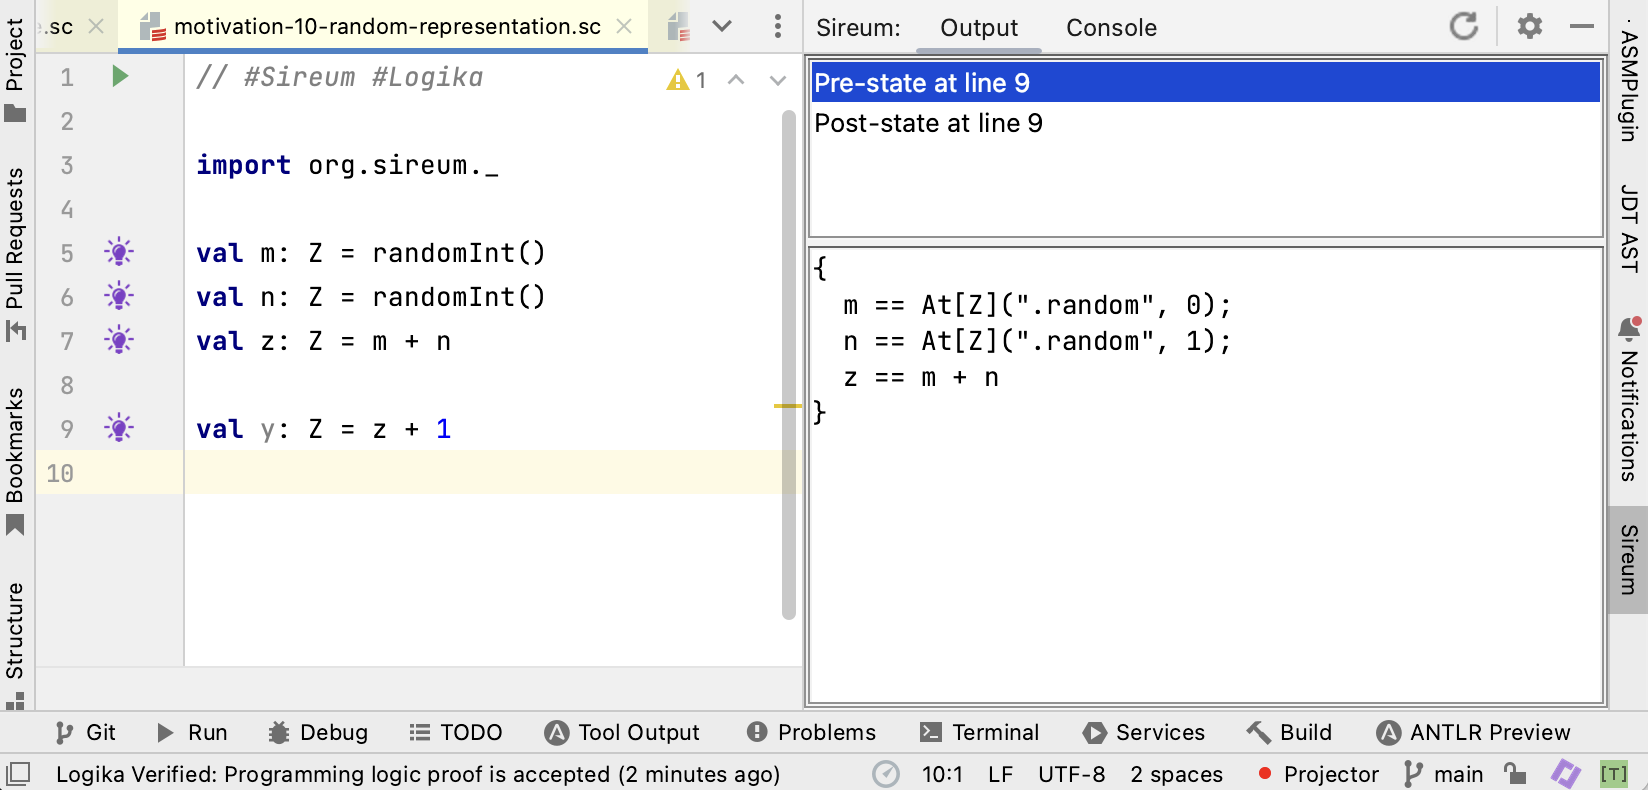 .sc
motivation-10-random-representation.sc
Sireum: Output Console
Project
Pull Requests
Bookmarks
Structure
1 // #Sireum #Logika
1
2
3 import org.sireum._
4
5 val m: Z = randomInt()
6 val n: Z = randomInt()
7 val z: Z = m + n
8
9 val y: Z = z + 1
10
Pre-state at line 9
Post-state at line 9
{
m == At[Z](".random", 0);
n == At[Z](".random", 1);
z == m + n
}
ASMPlugin
JDT AST
Notifications
Sireum
Git Run Debug TODO Tool Output Problems Terminal Services Build ANTLR Preview
Logika Verified: Programming logic proof is accepted (2 minutes ago) 10:1 LF UTF-8 2 spaces Projector main [T]